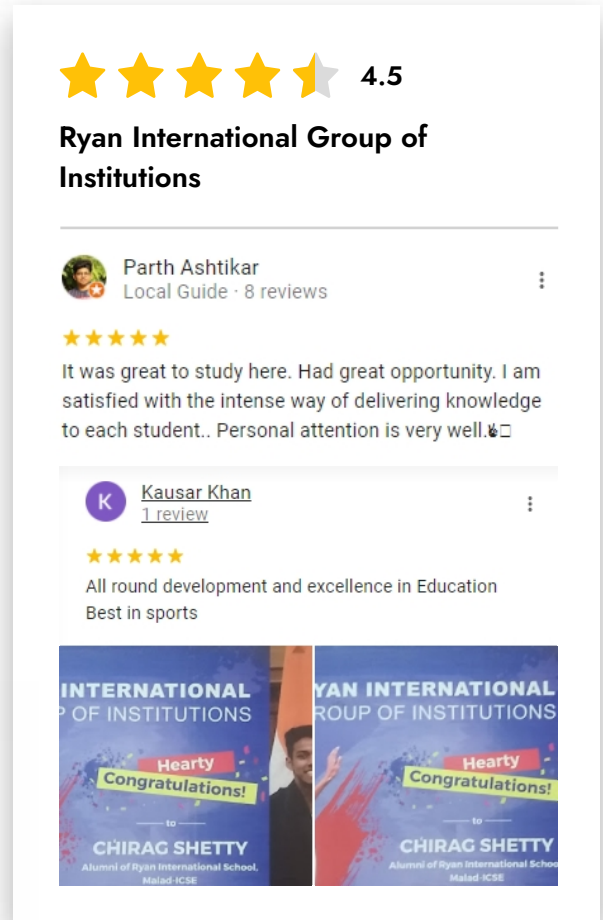 4.5
Ryan International Group of
Institutions
Parth Ashtikar
Local Guide · 8 reviews
It was great to study here. Had great opportunity. I am
satisfied with the intense way of delivering knowledge
to each student.. Personal attention is very well.
K
Kausar Khan
1 review
All round development and excellence in Education
Best in sports
INTERNATIONAL
P OF INSTITUTIONS
Hearty
Congratulations!
to
CHIRAG SHETTY
Alumni of Ryan International School,
Malad-ICSE
YAN INTERNATIONAL
ROUP OF INSTITUTIONS
Hearty
Congratulations!
to
CHIRAG SHETTY
Alumni of Ryan International Schoo
Malad-ICSE